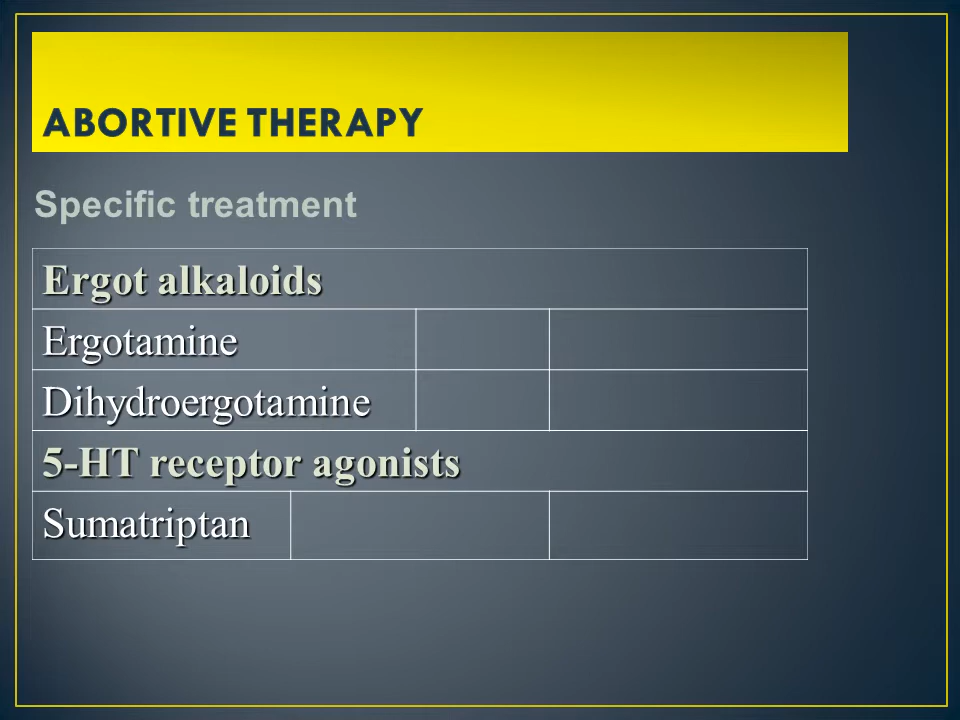 ABORTIVE THERAPY
Specific treatment
Ergot alkaloids
Ergotamine
Dihydroergotamine
5-HT receptor agonists
Sumatriptan